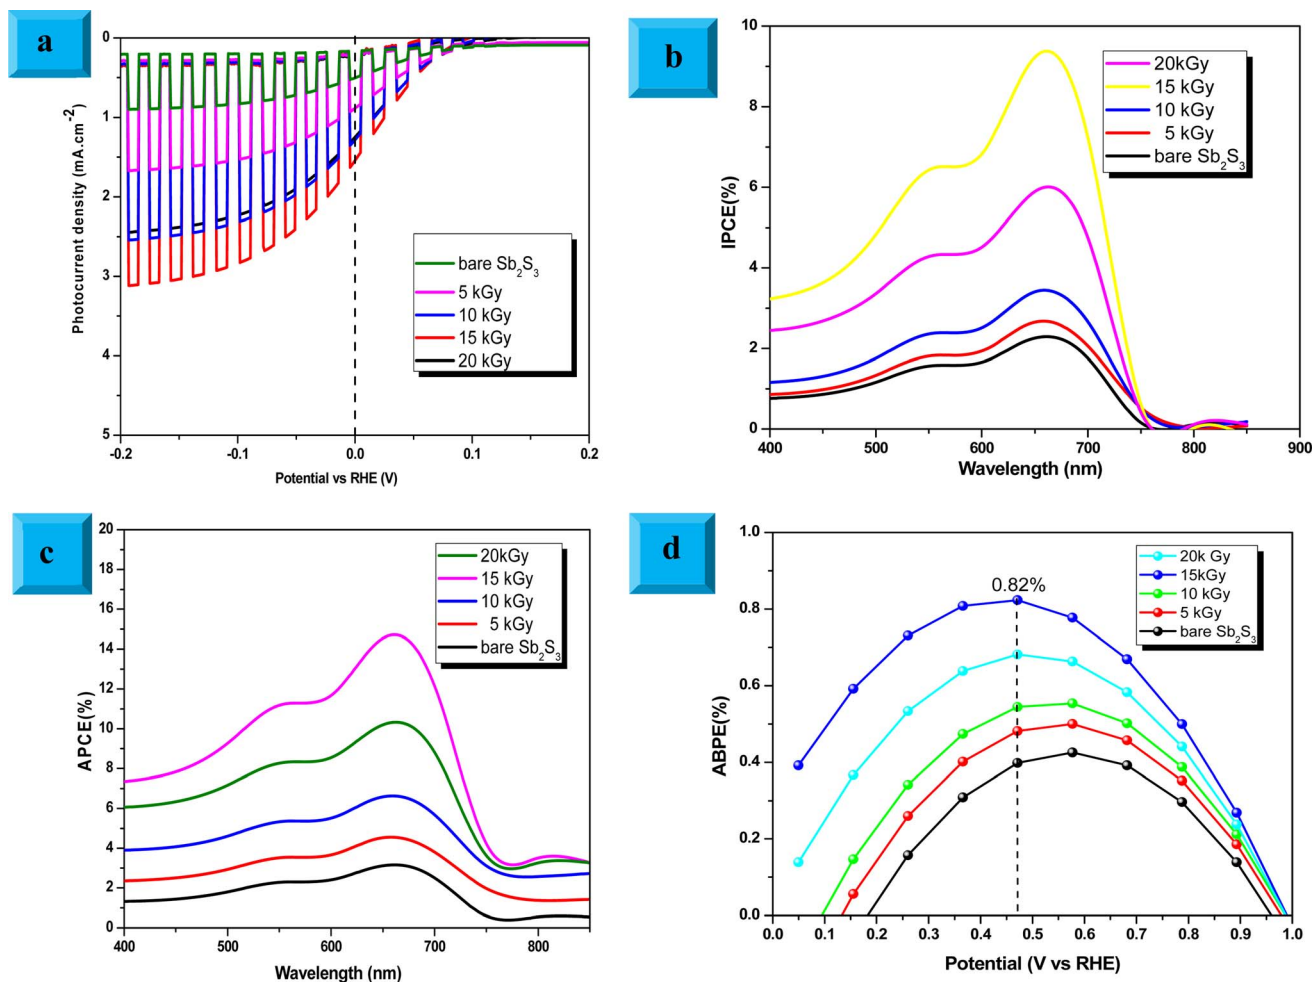 a
0
1
2
3
4
5
Photocurrent density (mA.cm-2)
bare Sb2S3
5 kGy
10 kGy
15 kGy
20 kGy
-0.2
-0.1
0.0
0.1
0.2
Potential vs RHE (V)
b
10
8
6
4
2
0
IPCE(%)
20kGy
15 kGy
10 kGy
5 kGy
bare Sb2S3
400
500
600
700
800
900
Wavelength (nm)
c
20
18
16
14
12
10
8
6
4
2
0
APCE(%)
20kGy
15 kGy
10 kGy
5 kGy
bare Sb2S3
400
500
600
700
800
Wavelength (nm)
d
1.0
0.8
0.6
0.4
0.2
0.0
ABPE(%)
0.82%
20k Gy
15kGy
10 kGy
5 kGy
bare Sb2S3
0.0
0.1
0.2
0.3
0.4
0.5
0.6
0.7
0.8
0.9
1.0
Potential (V vs RHE)